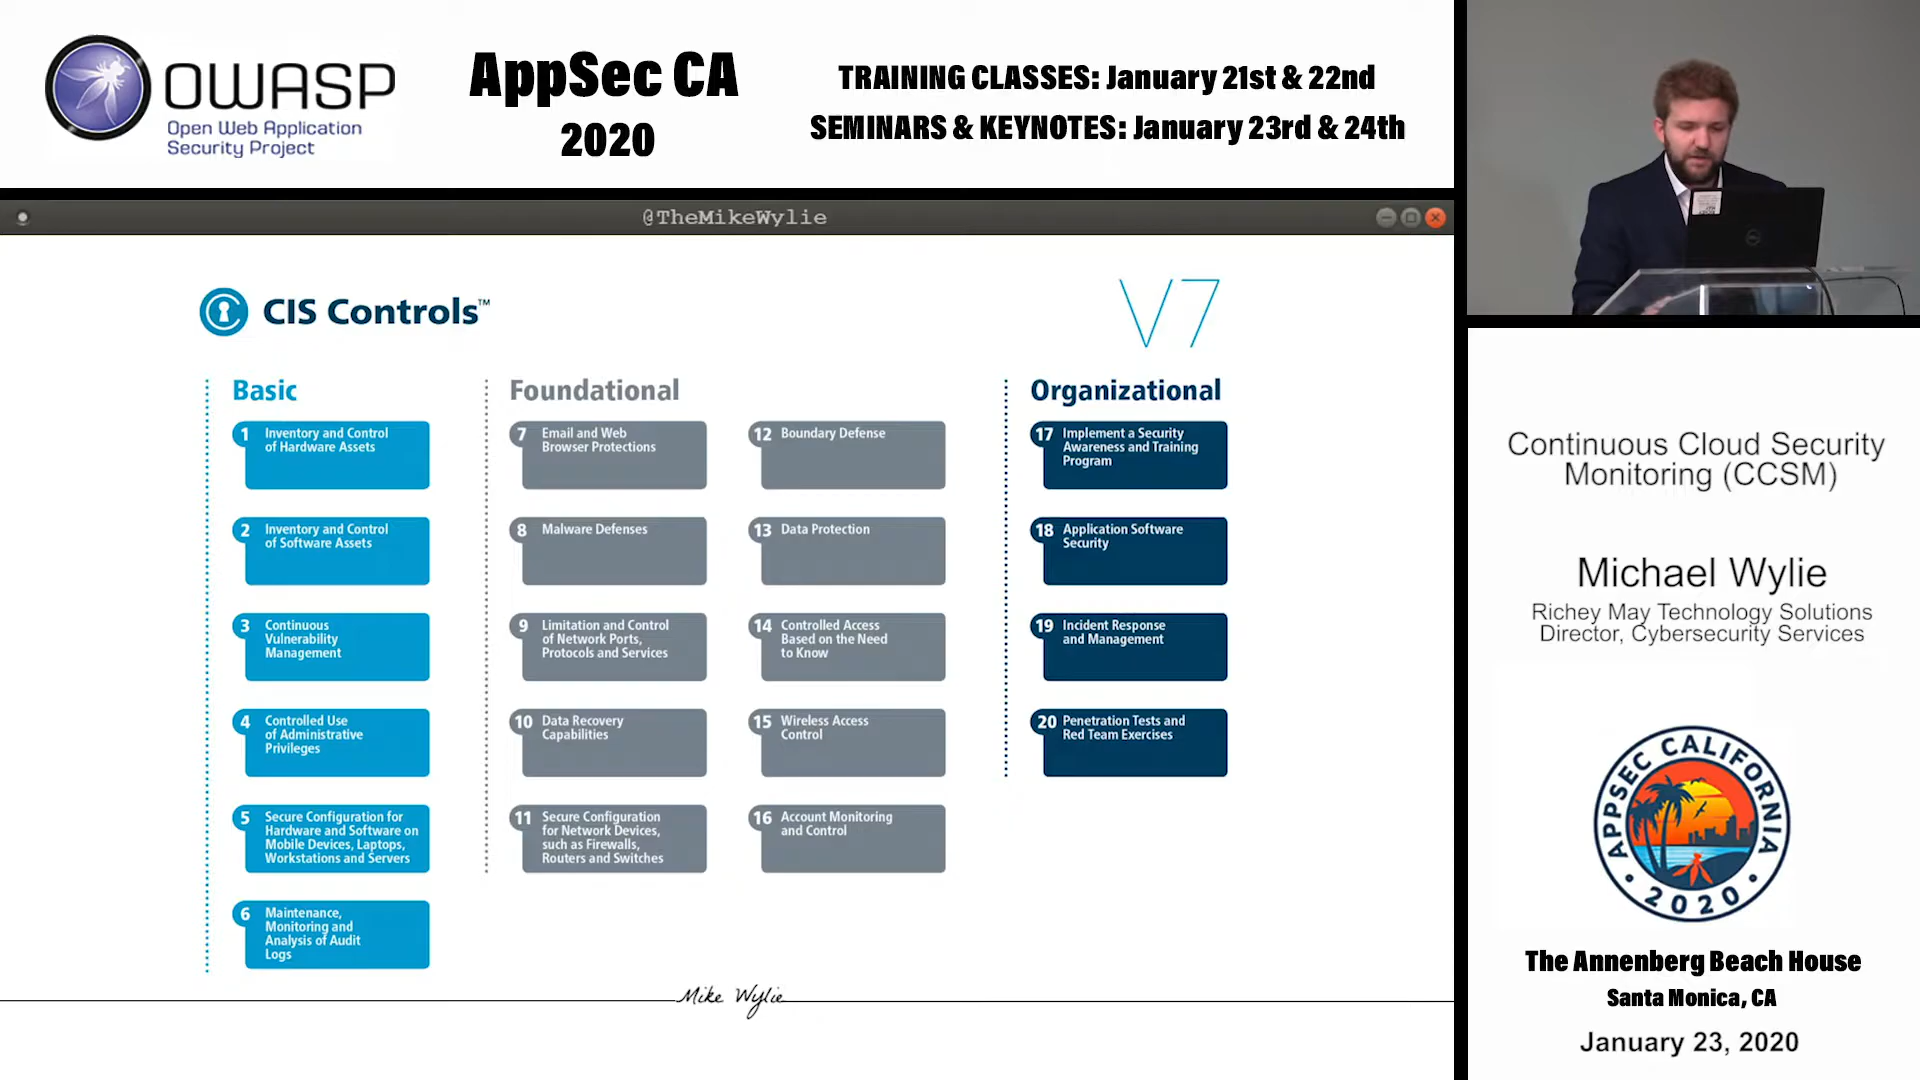 OWASP
Open Web Application
Security Project
AppSec CA
2020
TRAINING CLASSES: January 21st & 22nd
SEMINARS & KEYNOTES: January 23rd & 24th
@TheMikeWylie
CIS Controls™
V7
Basic
1 Inventory and Control
of Hardware Assets
2 Inventory and Control
of Software Assets
3 Continuous
Vulnerability
Management
4 Controlled Use
of Administrative
Privileges
5 Secure Configuration for
Hardware and Software on
Mobile Devices, Laptops,
Workstations and Servers
6 Maintenance,
Monitoring and
Analysis of Audit
Logs
Foundational
7 Email and Web
Browser Protections
8 Malware Defenses
9 Limitation and Control
of Network Ports,
Protocols and Services
10 Data Recovery
Capabilities
11 Secure Configuration
for Network Devices,
such as Firewalls,
Routers and Switches
12 Boundary Defense
13 Data Protection
14 Controlled Access
Based on the Need
to Know
15 Wireless Access
Control
16 Account Monitoring
and Control
Organizational
17 Implement a Security
Awareness and Training
Program
18 Application Software
Security
19 Incident Response
and Management
20 Penetration Tests and
Red Team Exercises
Mike Wylie
Continuous Cloud Security
Monitoring (CCSM)
Michael Wylie
Richey May Technology Solutions
Director, Cybersecurity Services
APPSEC CALIFORNIA
• 2020 •
The Annenberg Beach House
Santa Monica, CA
January 23, 2020